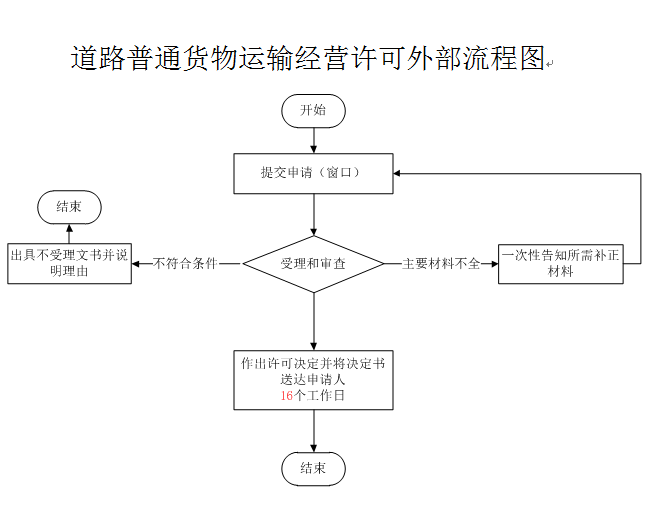 道路普通货物运输经营许可外部流程图
开始
提交申请（窗口）
结束
出具不受理文书并说
明理由
不符合条件
受理和审查
主要材料不全
一次性告知所需补正
材料
作出许可决定并将决定书
送达申请人
16个工作日
结束